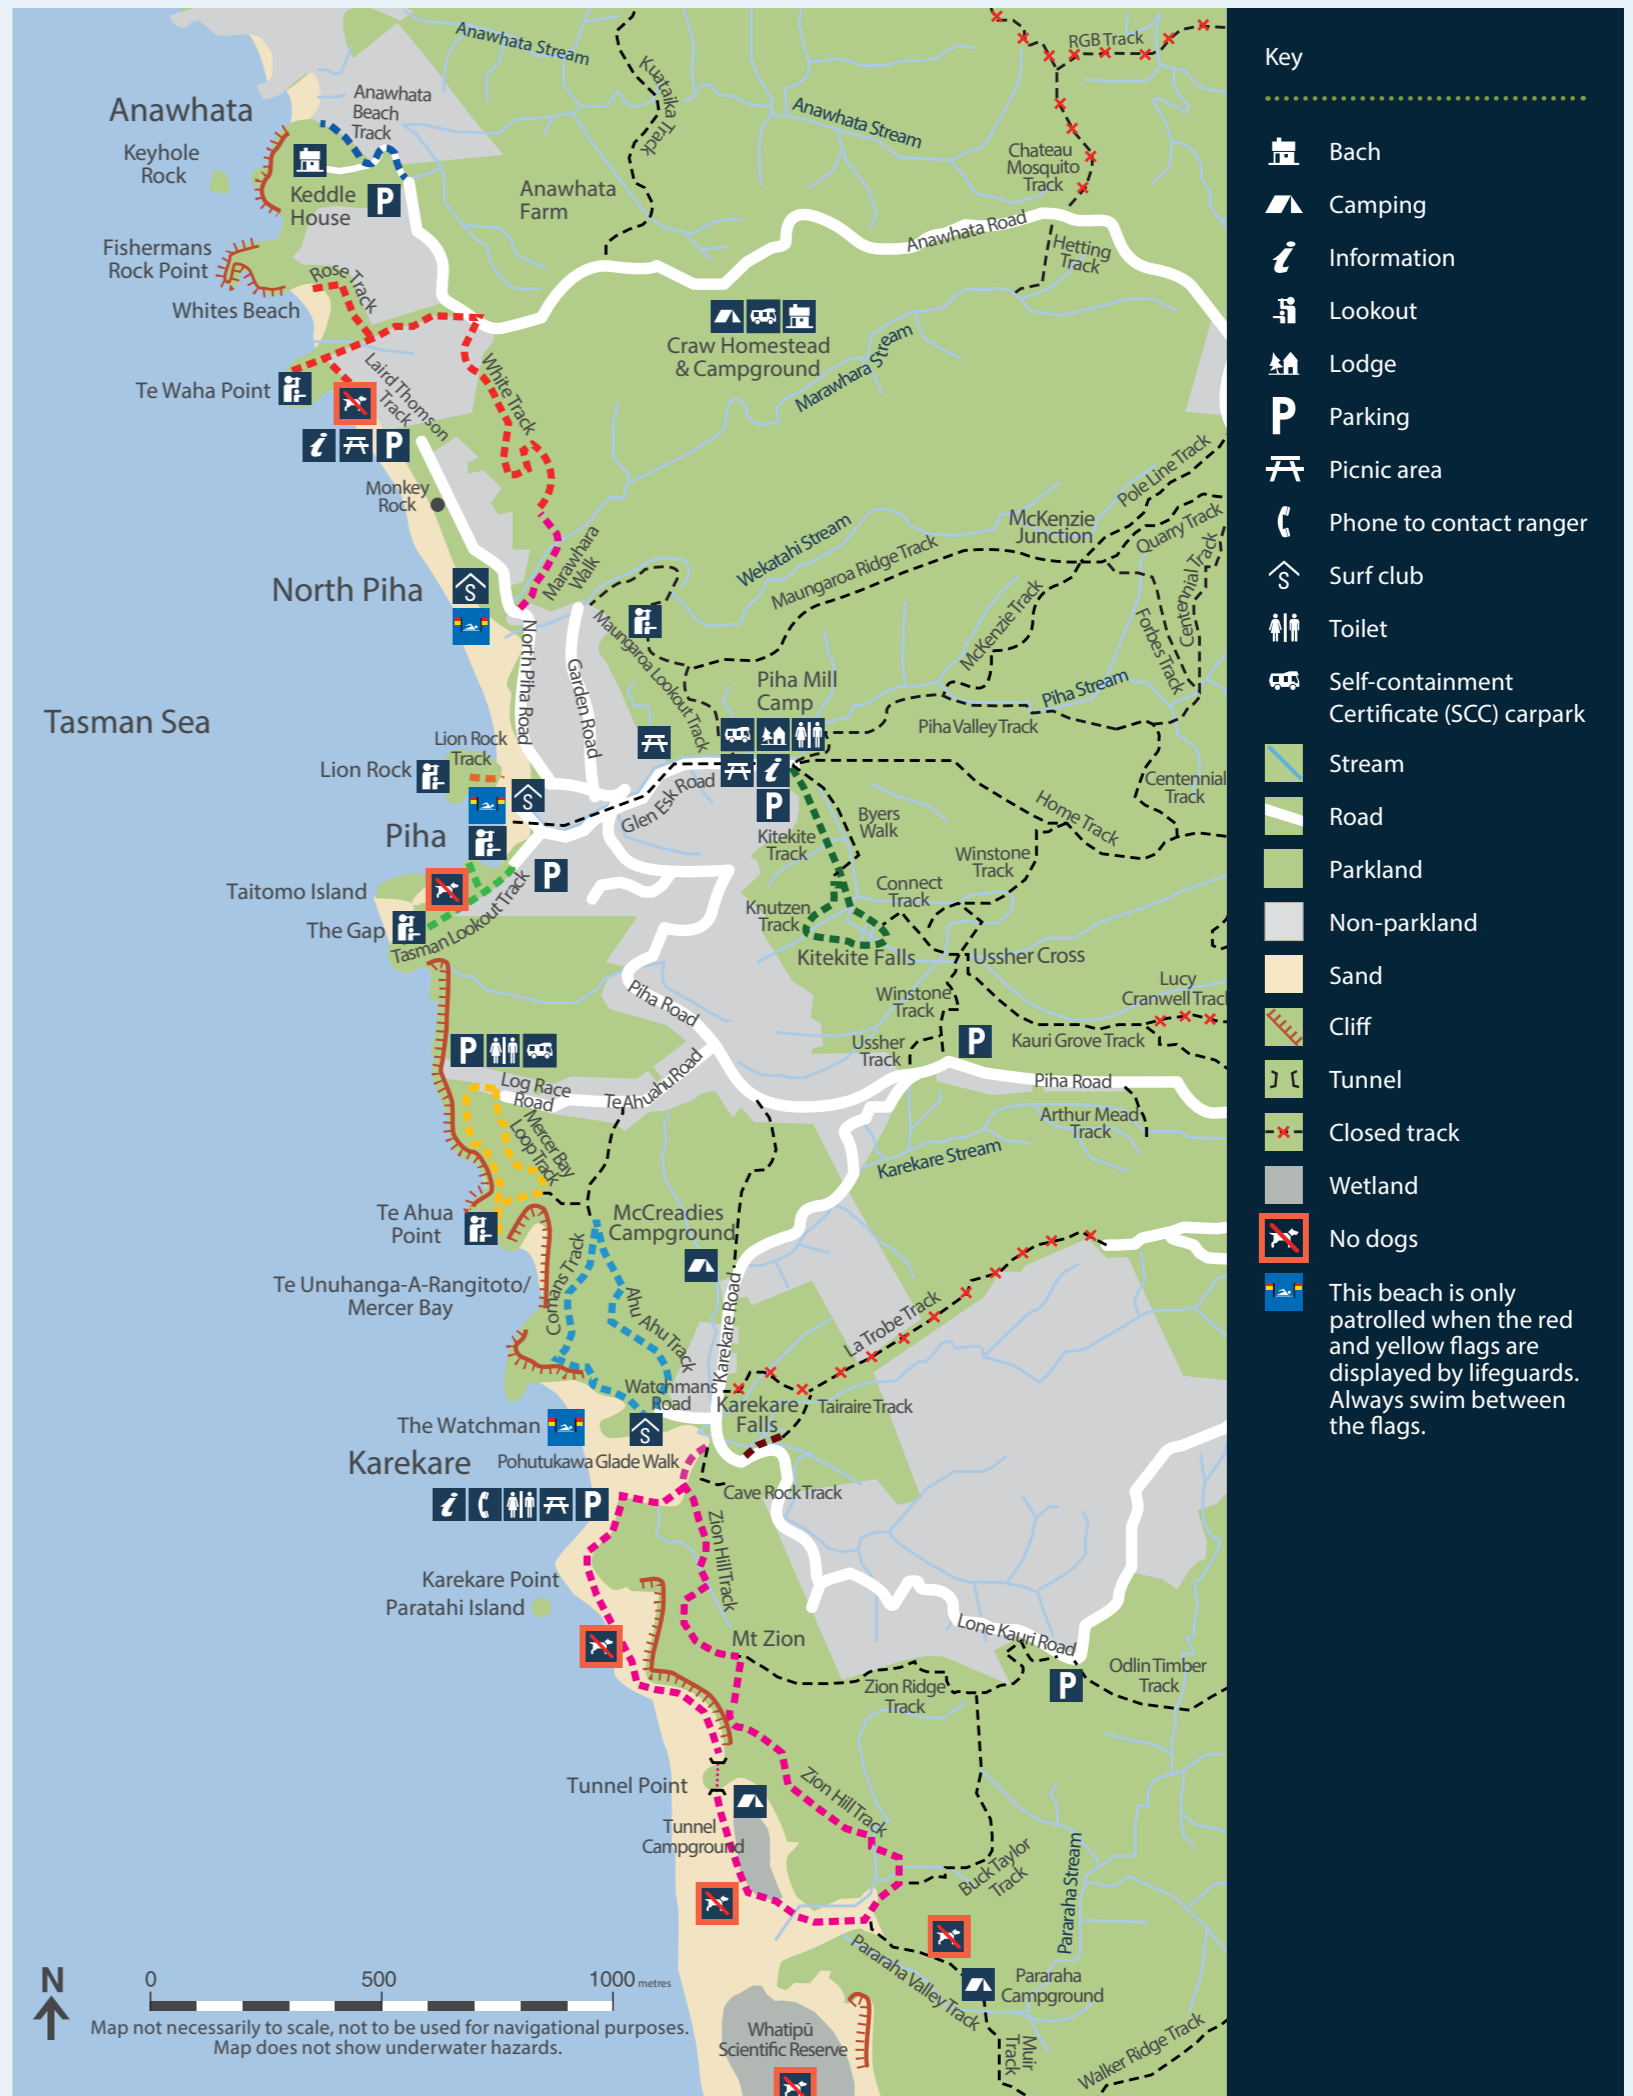 Anawhata Stream
Kuataika Track
RGB Track
Anawhata
Anawhata
Beach
Track
Anawhata Stream
Keyhole
Rock
Chateau
Mosquito
Track
Keddle
House
P
Anawhata
Farm
Anawhata Road
Hetting
Track
Fishermans
Rock Point
Rose Track
Whites Beach
Craw Homestead
& Campground
Marawhara Stream
Te Waha Point
Laird Thomson
Track
White Track
i
P
Monkey
Rock
Pole Line Track
McKenzie
Junction
Quarry Track
Centennial Track
Wekatahi Stream
Maungaroa Ridge Track
Marawhara
Walk
North Piha
S
McKenzie Track
Forbes Track
North Piha Road
Garden Road
Maungaroa Lookout Track
Piha Mill
Camp
Piha Stream
Piha Valley Track
Tasman Sea
Lion Rock
Track
Lion Rock
S
i
P
Glen Esk Road
Centennial
Track
Piha
Byers
Walk
Home Track
Kitekite
Track
Winstone
Track
P
Connect
Track
Taitomo Island
Knutzen
Track
The Gap
Tasman Lookout Track
Kitekite Falls
Ussher Cross
Piha Road
Winstone
Track
Lucy
Cranwell Trac
Ussher
Track
P
Kauri Grove Track
P
Log Race
Road
Te Ahuahu Road
Piha Road
Mercer Bay
Loop Track
Arthur Mead
Track
Karekare Stream
Te Ahua
Point
McCreadies
Campground
Te Unuhanga-A-Rangitoto/
Mercer Bay
Comans Track
Ahu Ahu Track
Karekare Road
La Trobe Track
Watchmans
Road
Karekare
Falls
Tairaire Track
The Watchman
S
Karekare
Pohutukawa Glade Walk
i
P
Cave Rock Track
Zion Hill Track
Karekare Point
Paratahi Island
Mt Zion
Lone Kauri Road
Zion Ridge
Track
P
Odlin Timber
Track
Tunnel Point
Zion Hill Track
Tunnel
Campground
Buck Taylor
Track
Pararaha Stream
Pararaha Valley Track
Pararaha
Campground
Whatipū
Scientific Reserve
Muir
Track
Walker Ridge Track
N
0 500 1000 metres
Map not necessarily to scale, not to be used for navigational purposes.
Map does not show underwater hazards.
Key
Bach
Camping
i Information
Lookout
Lodge
P Parking
Picnic area
Phone to contact ranger
S Surf club
Toilet
Self-containment
Certificate (SCC) carpark
Stream
Road
Parkland
Non-parkland
Sand
Cliff
Tunnel
Closed track
Wetland
No dogs
This beach is only
patrolled when the red
and yellow flags are
displayed by lifeguards.
Always swim between
the flags.